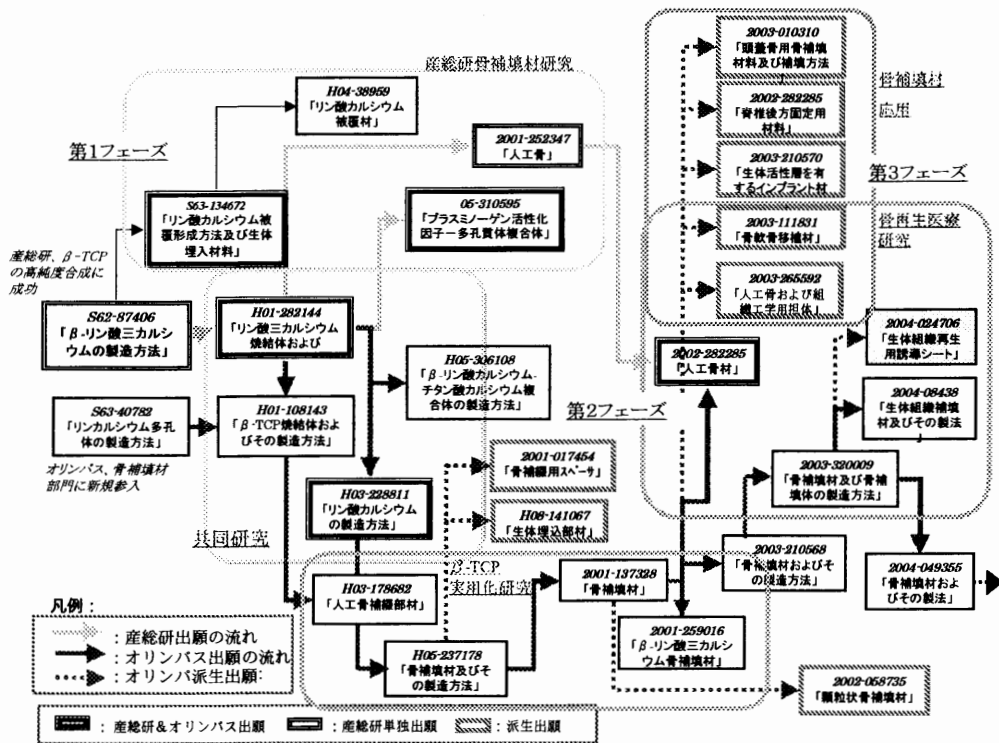 産総研骨補填材研究
H04-38959
「リン酸カルシウム
被覆材」
第1フェーズ
2001-252347
「人工骨」
S63-134672
「リン酸カルシウム被
覆形成方法及び生体
埋入材料」
05-310595
「プラスミノーゲン活性化
因子ー多孔質体複合体」
産総研、β-TCP
の高純度合成に
成功
S62-87406
「β-リン酸三カルシ
ウムの製造方法」
H01-282144
「リン酸三カルシウム
焼結体および
H05-306108
「β-リン酸カルシウム-
チタン酸カルシウム複
合体の製造方法」
S63-40782
「リンカルシウム多孔
体の製造方法」
H01-108143
「β-TCP焼結体およ
びその製造方法」
オリンパス、骨補填材
部門に新規参入
H03-228811
「リン酸カルシウム
の製造方法」
共同研究
2001-017454
「骨補綴用スペーサ」
H08-141067
「生体埋込部材」
β-TCP
実用化研究
H03-178682
「人工骨補綴部材」
H05-237178
「骨補填材及びそ
の製造方法」
2001-137328
「骨補填材」
2001-259016
「β-リン酸三カルシ
ウム骨補填材」
2002-058735
「顆粒状骨補填材」
2003-010310
「頭蓋骨用骨補填
材料及び補填方法
2002-282285
「脊椎後方固定用
材料」
2003-210570
「生体活性層を有
するインプラント材
2003-111831
「骨軟骨移植材」
2003-265592
「人工骨および組
織工学用担体」
骨補填材
応用
第3フェーズ
骨再生医療
研究
2002-282285
「人工骨材」
第2フェーズ
2004-024706
「生体組織再生
用誘導シート」
2004-08438
「生体組織補填
材及びその製法」
2003-320009
「骨補填材及び骨補
填体の製造方法」
2003-210568
「骨補填材およびそ
の製造方法」
2004-049355
「骨補填材およ
びその製法」
凡例：
：産総研出願の流れ
：オリンパス出願の流れ
：オリンパ派生出願:
：産総研&オリンパス出願
：産総研単独出願
：派生出願